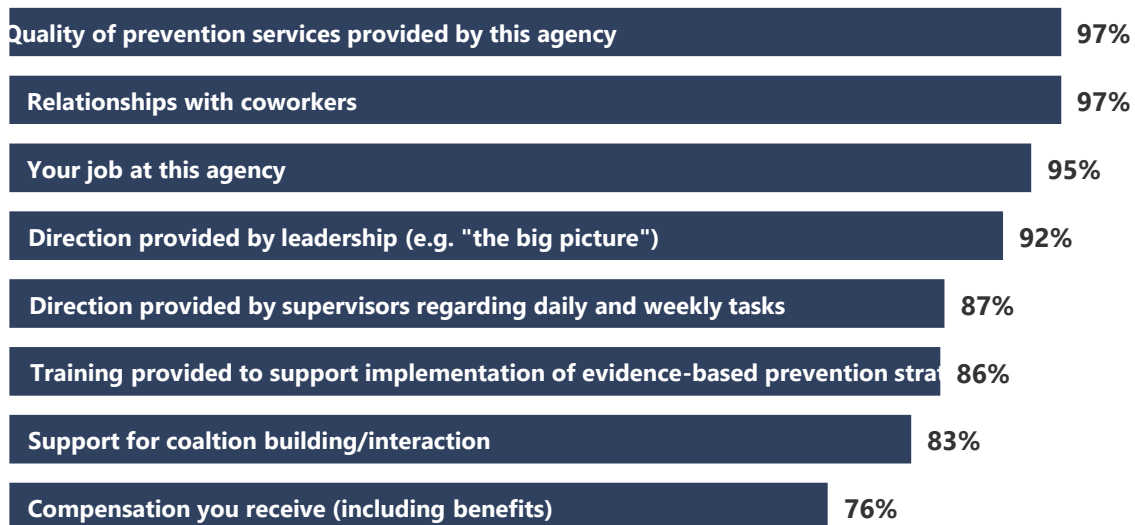 Quality of prevention services provided by this agency 97%
Relationships with coworkers 97%
Your job at this agency 95%
Direction provided by leadership (e.g. "the big picture") 92%
Direction provided by supervisors regarding daily and weekly tasks 87%
Training provided to support implementation of evidence-based prevention strat 86%
Support for coaltion building/interaction 83%
Compensation you receive (including benefits) 76%